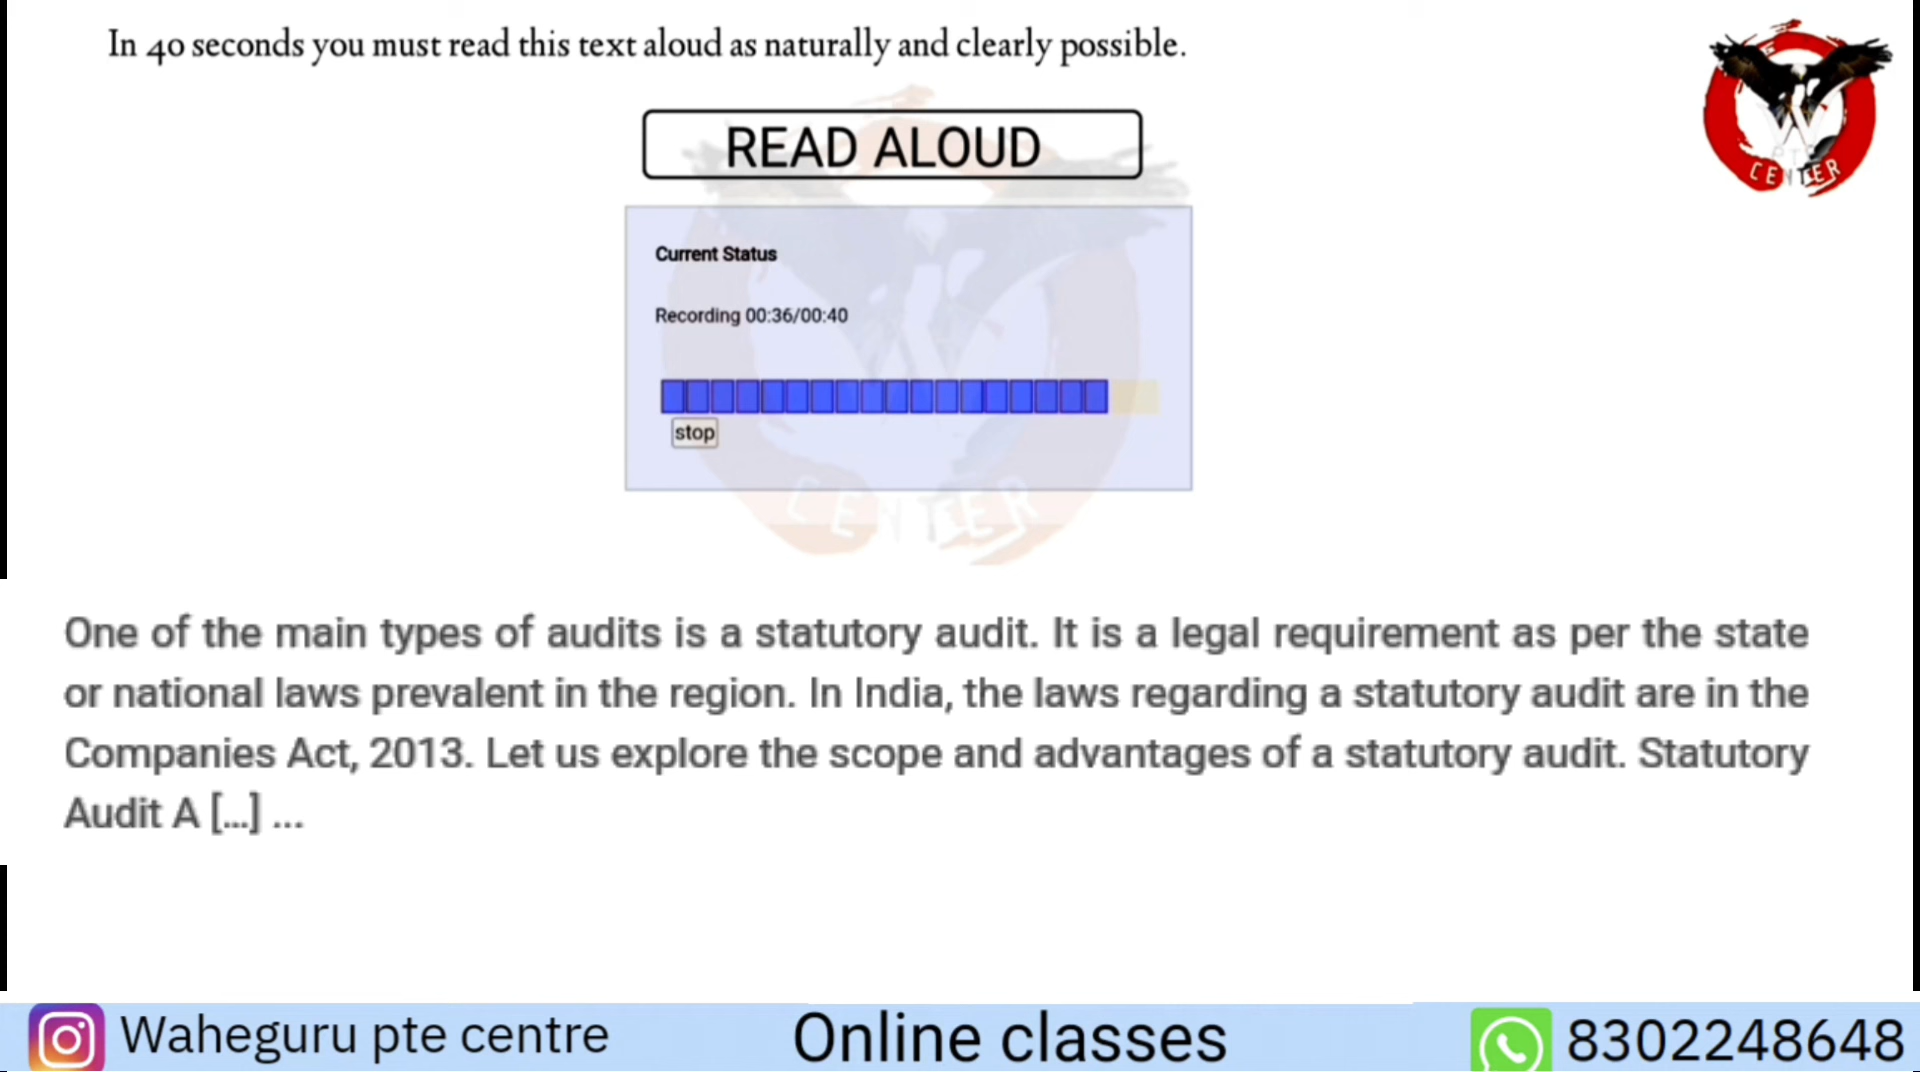 In 40 seconds you must read this text aloud as naturally and clearly possible.
READ ALOUD
Current Status
Recording 00:36/00:40
stop
CENTER
CENTER
One of the main types of audits is a statutory audit. It is a legal requirement as per the state
or national laws prevalent in the region. In India, the laws regarding a statutory audit are in the
Companies Act, 2013. Let us explore the scope and advantages of a statutory audit. Statutory
Audit A [...] ...
Waheguru pte centre
Online classes
8302248648